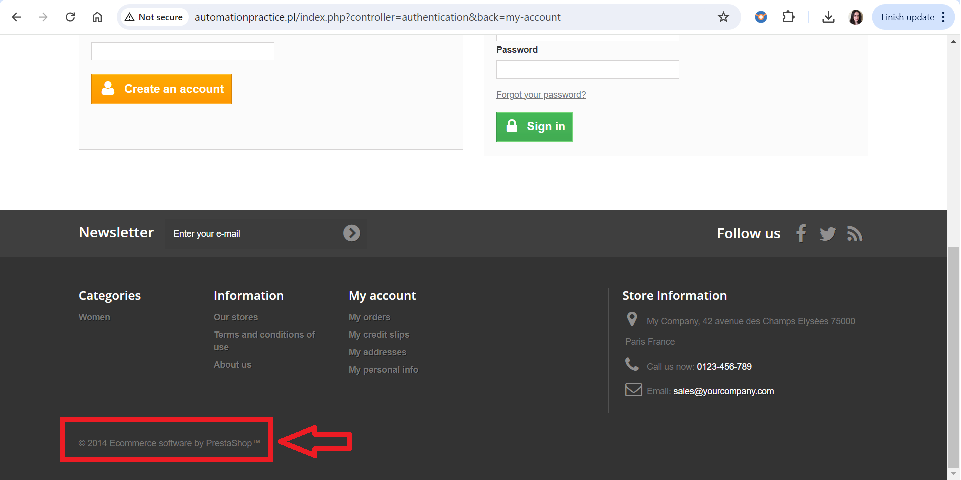 Not secure
automationpractice.pl/index.php?controller=authentication&back=my-account
Finish update
Password
Create an account
Forgot your password?
Sign in
Newsletter
Enter your e-mail
Follow us
Categories
Women
Information
Our stores
Terms and conditions of
use
About us
My account
My orders
My credit slips
My addresses
My personal info
Store Information
My Company, 42 avenue des Champs Elysées 75000
Paris France
Call us now: 0123-456-789
Email: sales@yourcompany.com
© 2014 Ecommerce software by PrestaShop™